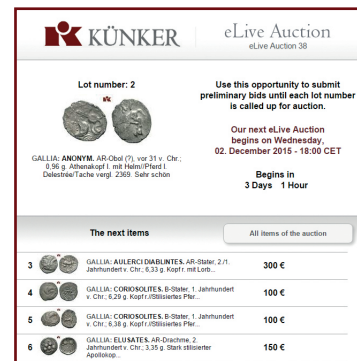 KÜNKER
eLive Auction
eLive Auction 38
Lot number: 2
GALLIA: ANONYM. AR-Obol (?), vor 31 v. Chr.;
0,96 g. Athenakopf l. mit Helm//Pferd l.
Delestrée/Tache vergl. 2369. Sehr schön
Use this opportunity to submit
preliminary bids until each lot number
is called up for auction.
Our next eLive Auction
begins on Wednesday,
02. December 2015 - 18:00 CET
Begins in
3 Days 1 Hour
The next items
All items of the auction
3 GALLIA: AULERCI DIABLINTES. AR-Stater, 2./1.
Jahrhundert v. Chr.; 6,33 g. Kopf r. mit Lorb...
300 €
4 GALLIA: CORIOSOLITES. B-Stater, 1. Jahrhundert
v. Chr.; 6,29 g. Kopf r.//Stilisiertes Pfer...
100 €
5 GALLIA: CORIOSOLITES. B-Stater, 1. Jahrhundert
v. Chr.; 6,38 g. Kopf r.//Stilisiertes Pfer...
100 €
6 GALLIA: ELUSATES. AR-Drachme, 2.
Jahrhundert v. Chr.; 3,35 g. Stark stilisierter
Apollokop...
150 €